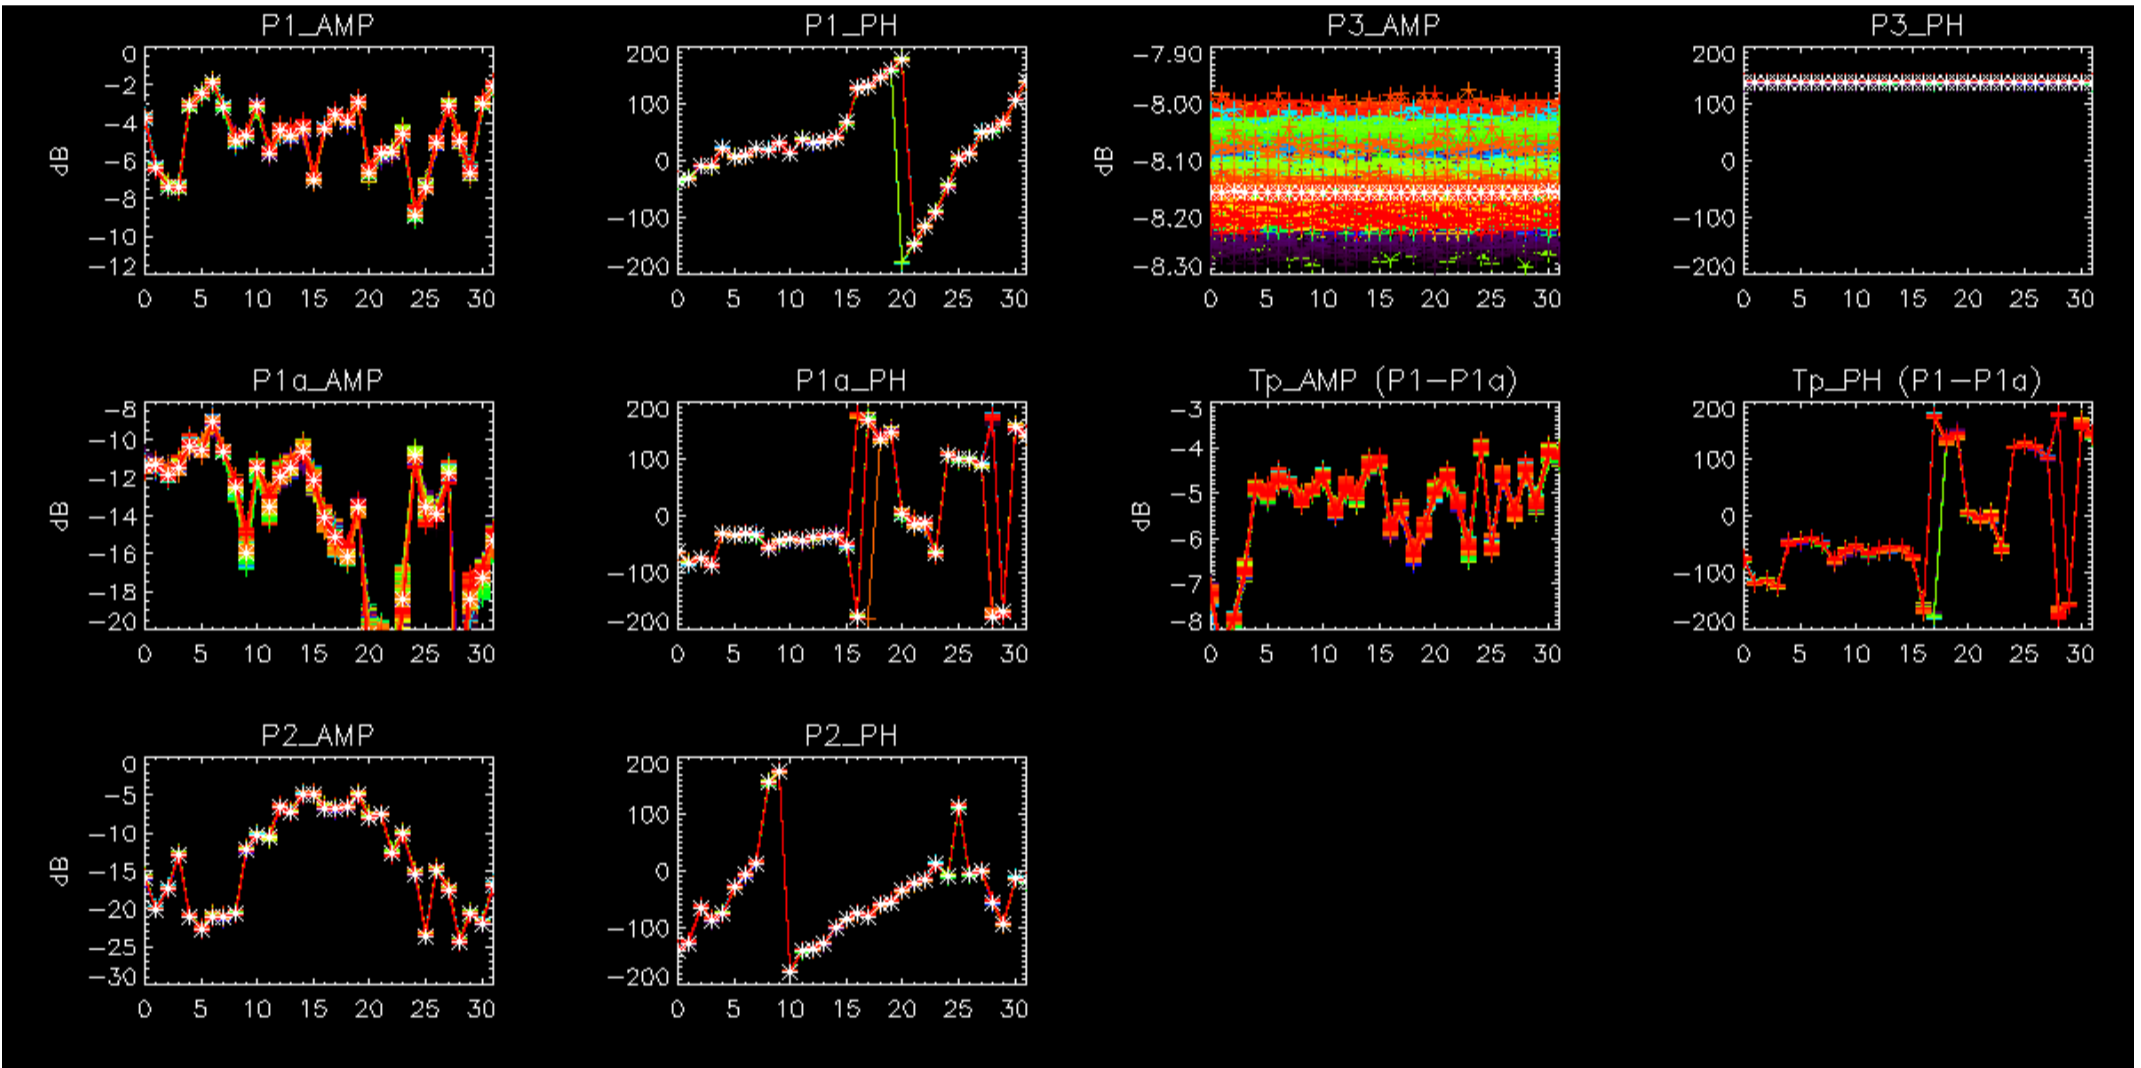 P1_AMP
0
−2
−4
−6
−8
−10
−12
dB
0 5 10 15 20 25 30
P1_PH
200
100
0
−100
−200
0 5 10 15 20 25 30
P3_AMP
−7.90
−8.00
−8.10
−8.20
−8.30
dB
0 5 10 15 20 25 30
P3_PH
200
100
0
−100
−200
0 5 10 15 20 25 30
P1a_AMP
−8
−10
−12
−14
−16
−18
−20
dB
0 5 10 15 20 25 30
P1a_PH
200
100
0
−100
−200
0 5 10 15 20 25 30
Tp_AMP (P1−P1a)
−3
−4
−5
−6
−7
−8
dB
0 5 10 15 20 25 30
Tp_PH (P1−P1a)
200
100
0
−100
−200
0 5 10 15 20 25 30
P2_AMP
0
−5
−10
−15
−20
−25
−30
dB
0 5 10 15 20 25 30
P2_PH
200
100
0
−100
−200
0 5 10 15 20 25 30